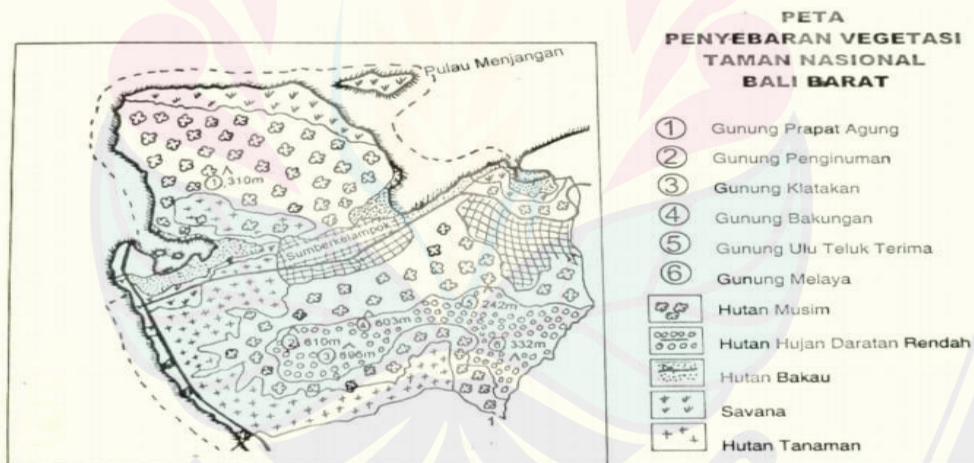 PETA
PENYEBARAN VEGETASI
TAMAN NASIONAL
BALI BARAT
Pulau Menjangan
① 310m
Sumberkelampok
⑤ 242m
④ 603m
② 610m
③ 696m
⑥ 332m
1
① Gunung Prapat Agung
② Gunung Penginuman
③ Gunung Klatakan
④ Gunung Bakungan
⑤ Gunung Ulu Teluk Terima
⑥ Gunung Melaya
Hutan Musim
Hutan Hujan Daratan Rendah
Hutan Bakau
Savana
Hutan Tanaman